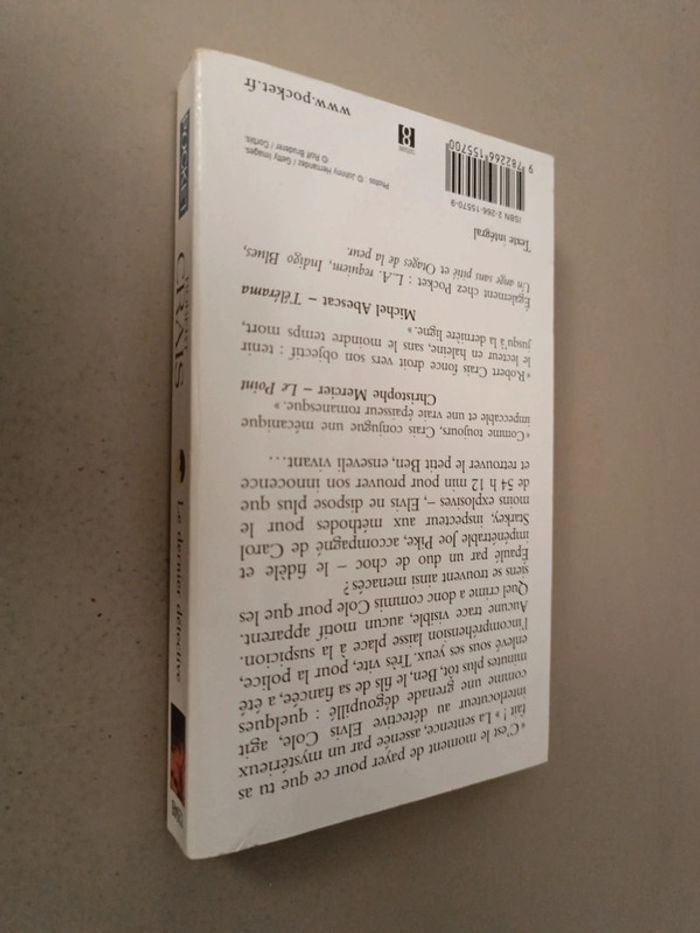 « C'est le moment de payer pour ce que tu as
fait ! » La sentence, assenée par un mystérieux
interlocuteur au détective Elvis Cole, agit
comme une grenade dégoupillée : quelques
minutes plus tôt, Ben, le fils de sa fiancée, a été
enlevé sous ses yeux. Très vite, pour la police,
l'incompréhension laisse place à la suspicion.
Aucune trace visible, aucun motif apparent.
Quel crime a donc commis Cole pour que les
siens se trouvent ainsi menacés?
Épaulé par un duo de choc – le fidèle et
impénétrable Joe Pike, accompagné de Carol
Starkey, inspecteur aux méthodes pour le
moins explosives –, Elvis ne dispose plus que
de 54 h 12 min pour prouver son innocence
et retrouver le petit Ben, enseveli vivant…
« Comme toujours, Crais conjugue une mécanique
impeccable et une vraie épaisseur romanesque. »
Christophe Mercier – Le Point
« Robert Crais fonce droit vers son objectif : tenir
le lecteur en haleine, sans le moindre temps mort,
jusqu'à la dernière ligne. »
Michel Abescat – Télérama
Également chez Pocket : L.A. requiem, Indigo Blues,
Un ange sans pitié et Otages de la peur.
Texte intégral
ISBN 2-266-15570-9
9 782266 155700
Photos : © Johnny Hernandez / Getty Images.
© Rolf Bruderer / Corbis.
8
www.pocket.fr
POCKET
CRAIS
Le dernier détective